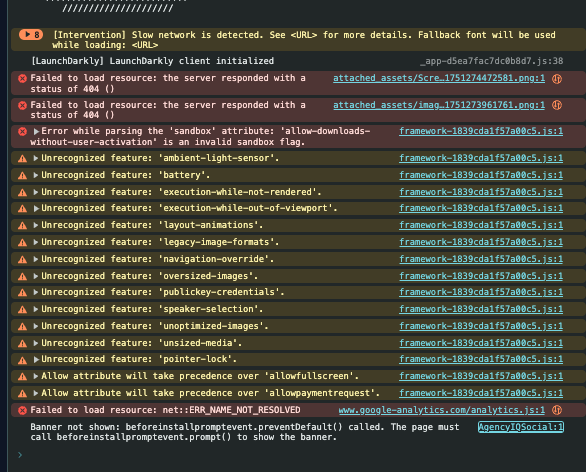 /////////////////////
8 [Intervention] Slow network is detected. See <URL> for more details. Fallback font will be used
while loading: <URL>
[LaunchDarkly] LaunchDarkly client initialized _app-d5ea7fac7dc0b8d7.js:38
Failed to load resource: the server responded with a attached_assets/Scre…1751274472581.png:1
status of 404 ()
Failed to load resource: the server responded with a attached_assets/imag…1751273961761.png:1
status of 404 ()
Error while parsing the 'sandbox' attribute: 'allow-downloads- framework-1839cda1f57a00c5.js:1
without-user-activation' is an invalid sandbox flag.
Unrecognized feature: 'ambient-light-sensor'. framework-1839cda1f57a00c5.js:1
Unrecognized feature: 'battery'. framework-1839cda1f57a00c5.js:1
Unrecognized feature: 'execution-while-not-rendered'. framework-1839cda1f57a00c5.js:1
Unrecognized feature: 'execution-while-out-of-viewport'. framework-1839cda1f57a00c5.js:1
Unrecognized feature: 'layout-animations'. framework-1839cda1f57a00c5.js:1
Unrecognized feature: 'legacy-image-formats'. framework-1839cda1f57a00c5.js:1
Unrecognized feature: 'navigation-override'. framework-1839cda1f57a00c5.js:1
Unrecognized feature: 'oversized-images'. framework-1839cda1f57a00c5.js:1
Unrecognized feature: 'publickey-credentials'. framework-1839cda1f57a00c5.js:1
Unrecognized feature: 'speaker-selection'. framework-1839cda1f57a00c5.js:1
Unrecognized feature: 'unoptimized-images'. framework-1839cda1f57a00c5.js:1
Unrecognized feature: 'unsized-media'. framework-1839cda1f57a00c5.js:1
Unrecognized feature: 'pointer-lock'. framework-1839cda1f57a00c5.js:1
Allow attribute will take precedence over 'allowfullscreen'. framework-1839cda1f57a00c5.js:1
Allow attribute will take precedence over 'allowpaymentrequest'. framework-1839cda1f57a00c5.js:1
Failed to load resource: net::ERR_NAME_NOT_RESOLVED www.google-analytics.com/analytics.js:1
Banner not shown: beforeinstallpromptevent.preventDefault() called. The page must AgencyIQSocial:1
call beforeinstallpromptevent.prompt() to show the banner.